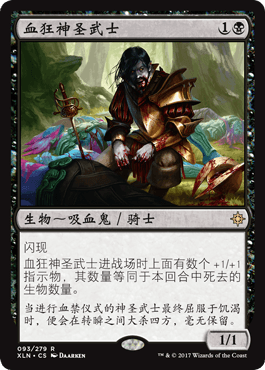 血狂神圣武士 1
生物～吸血鬼／骑士
闪现
血狂神圣武士进战场时上面有数个 +1/+1
指示物，其数量等同于本回合中死去的
生物数量。
当进行血禁仪式的神圣武士最终屈服于饥渴
时，便会在转瞬之间大杀四方，毫无保留。
1/1
093/279 R
XLN • CS DAARKEN
™ & © 2017 Wizards of the Coast